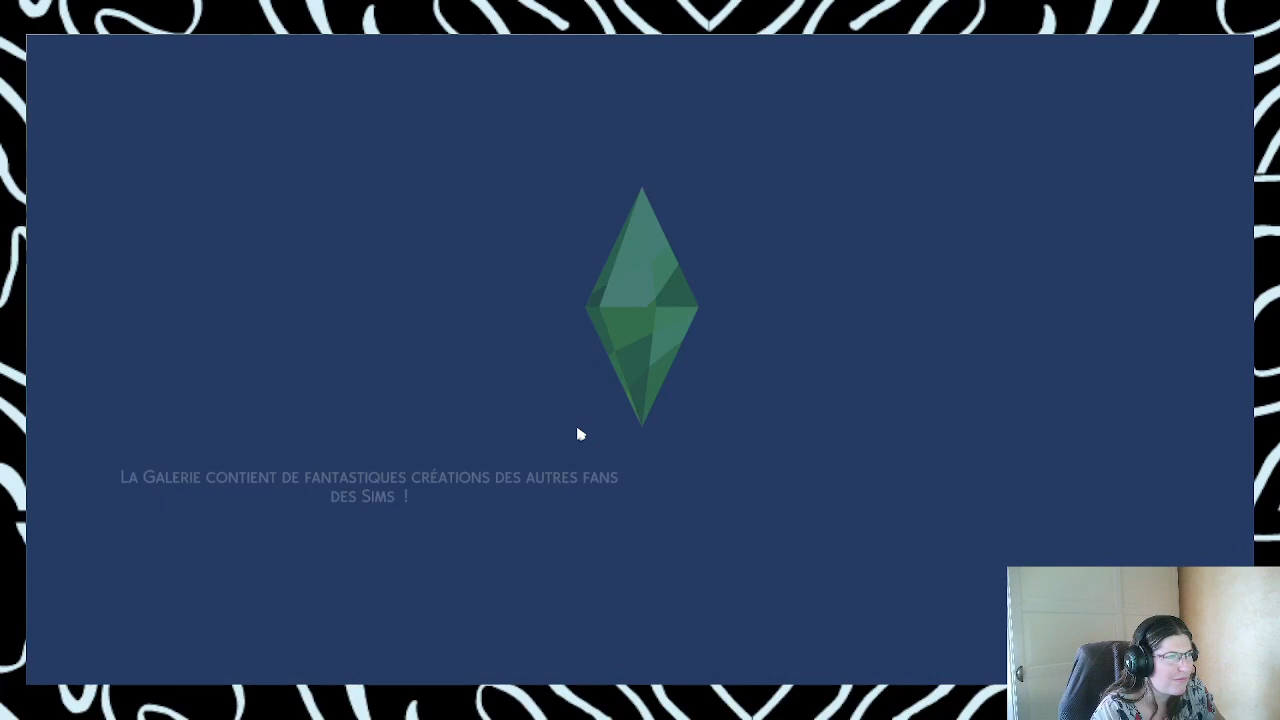 La Galerie contient de fantastiques créations des autres fans
des Sims !